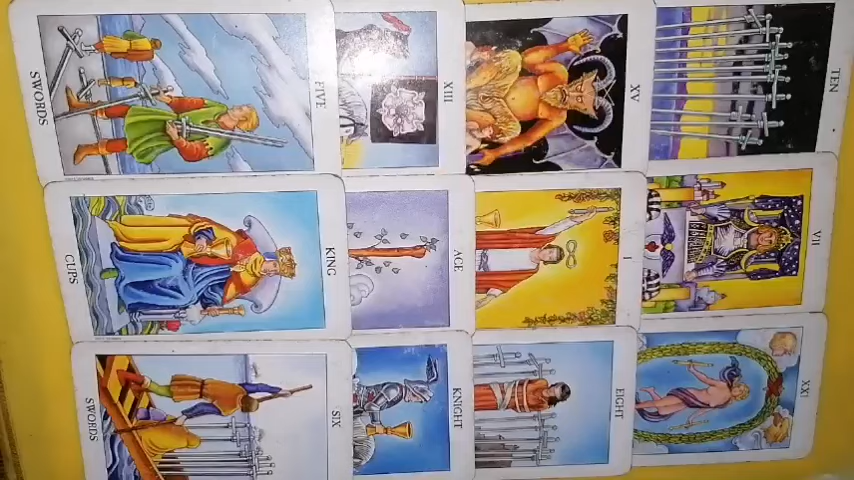 TEN
VII
XXI
XV
I
EIGHT
XIII
ACE
KNIGHT
FIVE
KING
SIX
SWORDS
CUPS
SWORDS